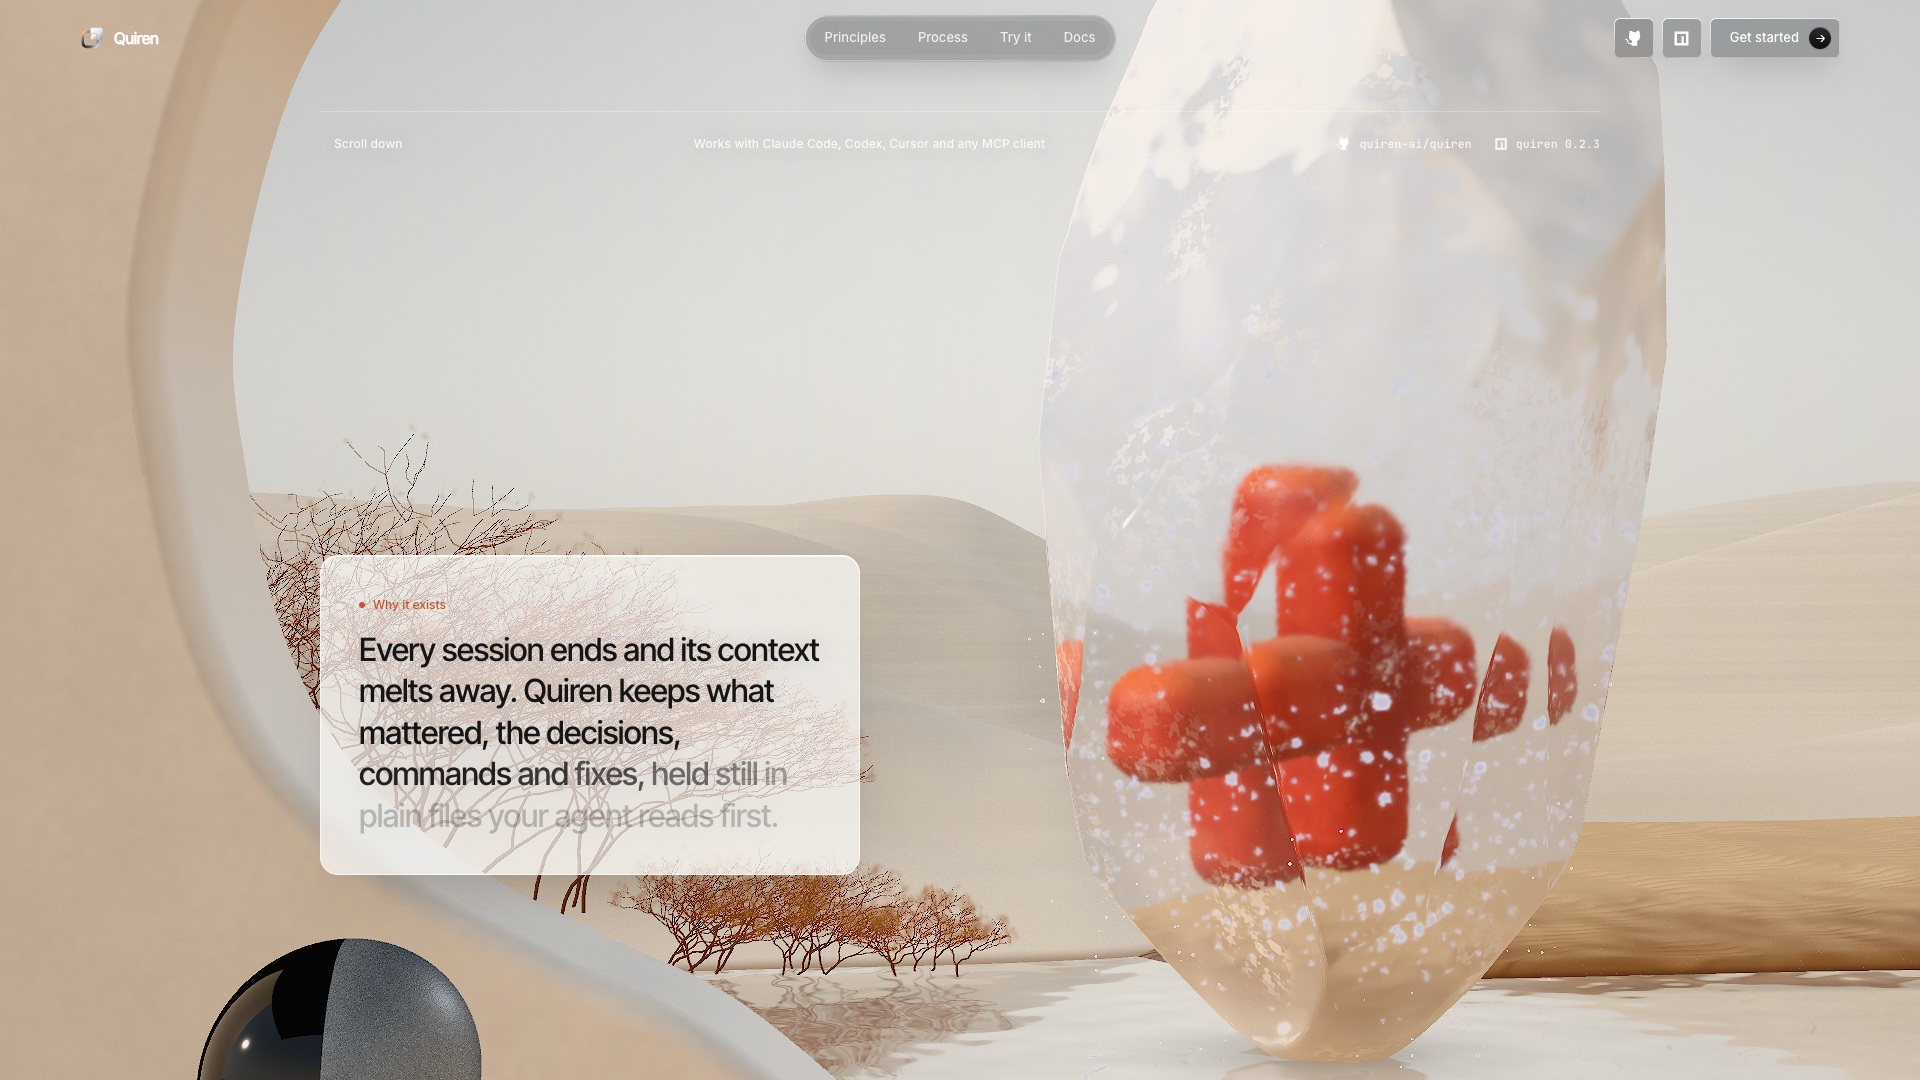 Quiren
Principles
Process
Try it
Docs
Get started
Scroll down
Works with Claude Code, Codex, Cursor and any MCP client
quiren-ai/quiren
quiren 0.2.3
Why it exists
Every session ends and its context
melts away. Quiren keeps what
mattered, the decisions,
commands and fixes, held still in
plain files your agent reads first.